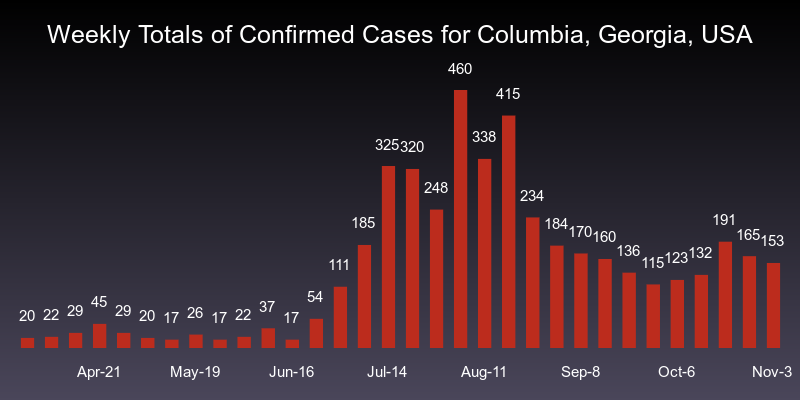 Weekly Totals of Confirmed Cases for Columbia, Georgia, USA
460
415
338
325 320
248
234
185
184 170 160
191
165 153
136
115 123 132
111
54
45
37
20 22 29 29 20 17 26 17 22 17
Apr-21 May-19 Jun-16 Jul-14 Aug-11 Sep-8 Oct-6 Nov-3